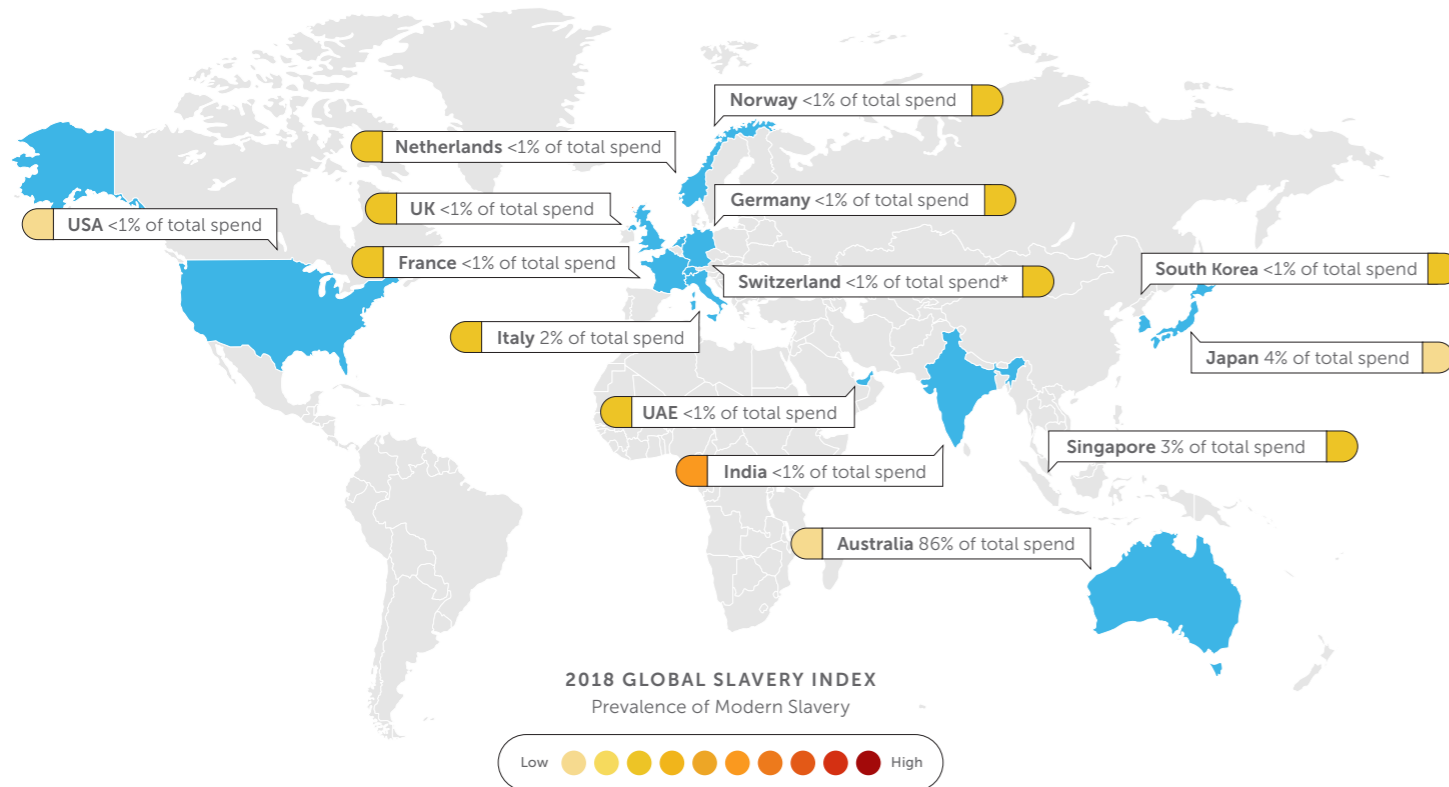 Norway <1% of total spend
Netherlands <1% of total spend
Germany <1% of total spend
UK <1% of total spend
USA <1% of total spend
France <1% of total spend
South Korea <1% of total spend
Switzerland <1% of total spend*
Italy 2% of total spend
Japan 4% of total spend
UAE <1% of total spend
Singapore 3% of total spend
India <1% of total spend
Australia 86% of total spend
2018 GLOBAL SLAVERY INDEX
Prevalence of Modern Slavery
Low High